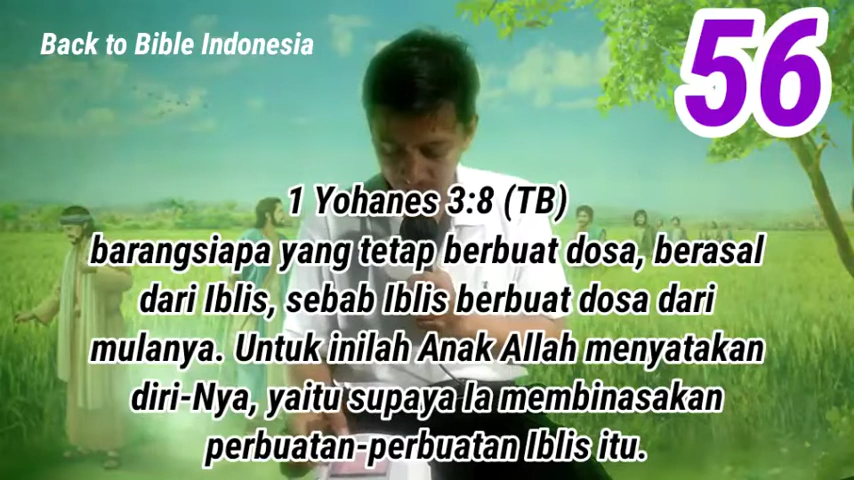 Back to Bible Indonesia
56
1 Yohanes 3:8 (TB)
barangsiapa yang tetap berbuat dosa, berasal
dari Iblis, sebab Iblis berbuat dosa dari
mulanya. Untuk inilah Anak Allah menyatakan
diri-Nya, yaitu supaya Ia membinasakan
perbuatan-perbuatan Iblis itu.